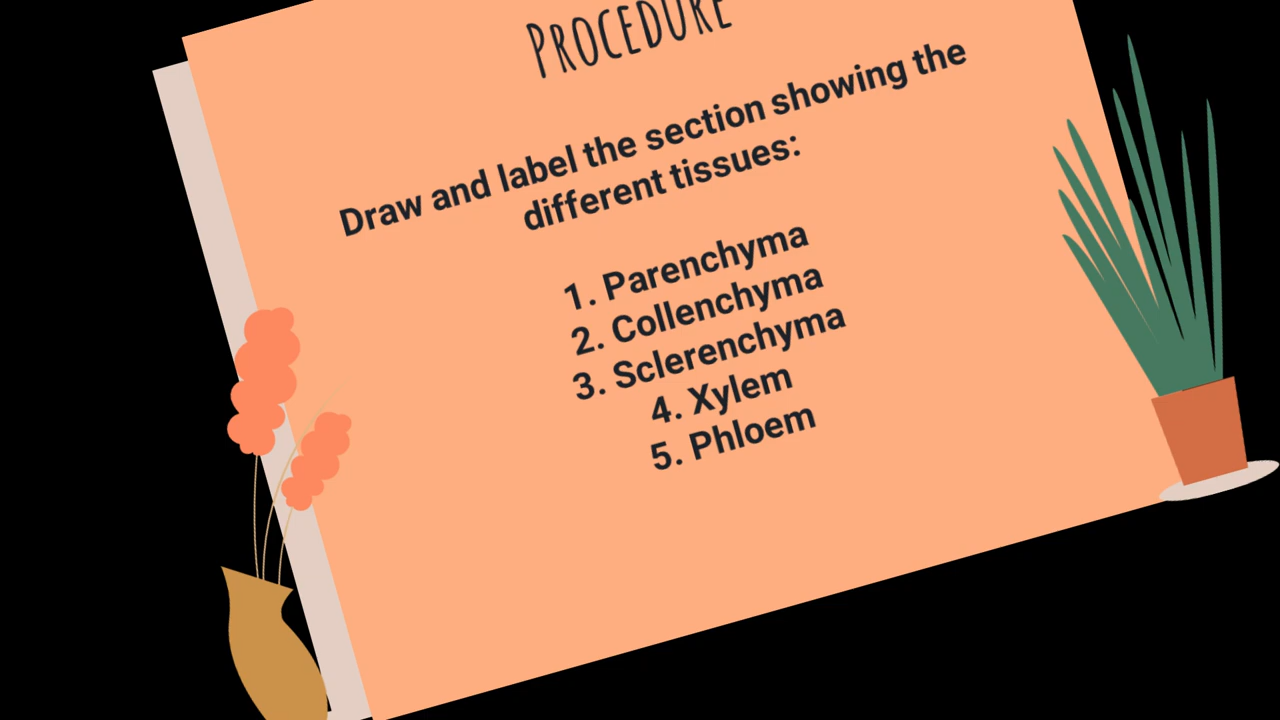 PROCEDURE
Draw and label the section showing the
different tissues:
1. Parenchyma
2. Collenchyma
3. Sclerenchyma
4. Xylem
5. Phloem